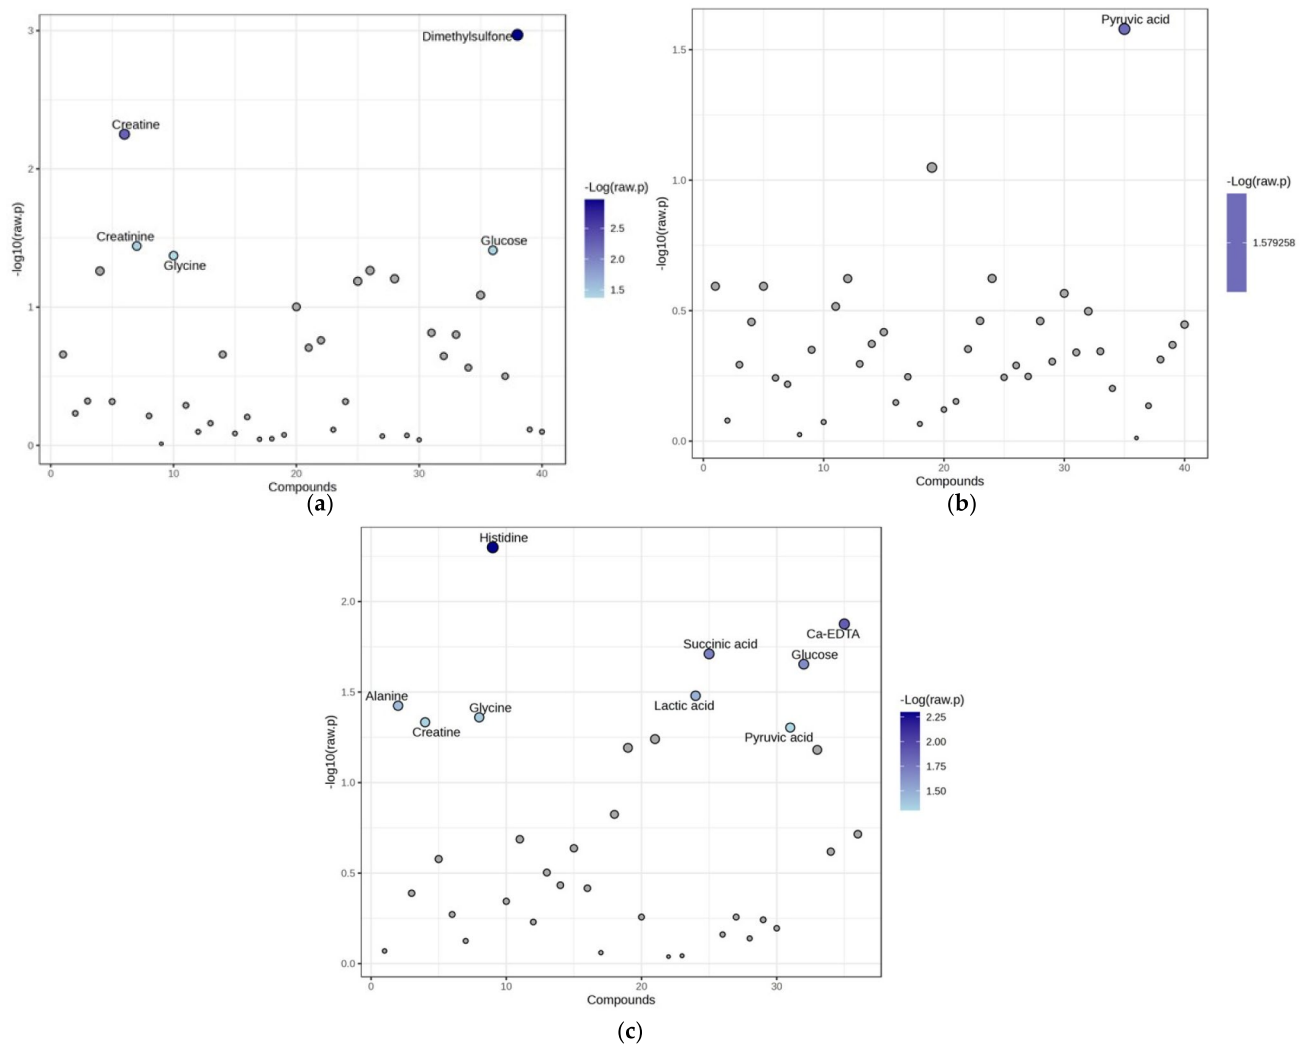 3
2
1
0
-log10(raw.p)
Dimethylsulfone
Creatine
Creatinine
Glycine
Glucose
0 10 20 30 40
Compounds
-Log(raw.p)
2.5
2.0
1.5
(a)
1.5
1.0
0.5
0.0
-log10(raw.p)
Pyruvic acid
0 10 20 30 40
Compounds
-Log(raw.p)
1.579258
(b)
2.0
1.5
1.0
0.5
0.0
-log10(raw.p)
Histidine
Ca-EDTA
Succinic acid
Glucose
Alanine
Lactic acid
Glycine
Creatine
Pyruvic acid
0 10 20 30
Compounds
-Log(raw.p)
2.25
2.00
1.75
1.50
(c)